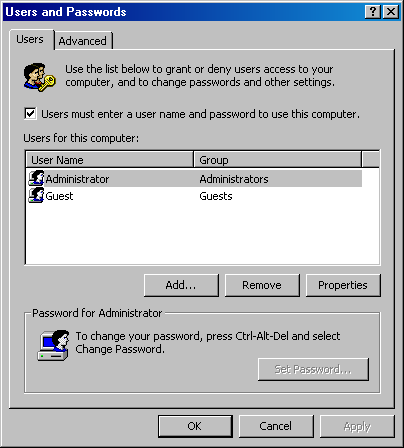 Users and Passwords
Users
Advanced
Use the list below to grant or deny users access to your
computer, and to change passwords and other settings.
Users must enter a user name and password to use this computer.
Users for this computer:
User Name Group
Administrator Administrators
Guest Guests
Add... Remove Properties
Password for Administrator
To change your password, press Ctrl-Alt-Del and select
Change Password.
Set Password...
OK Cancel Apply